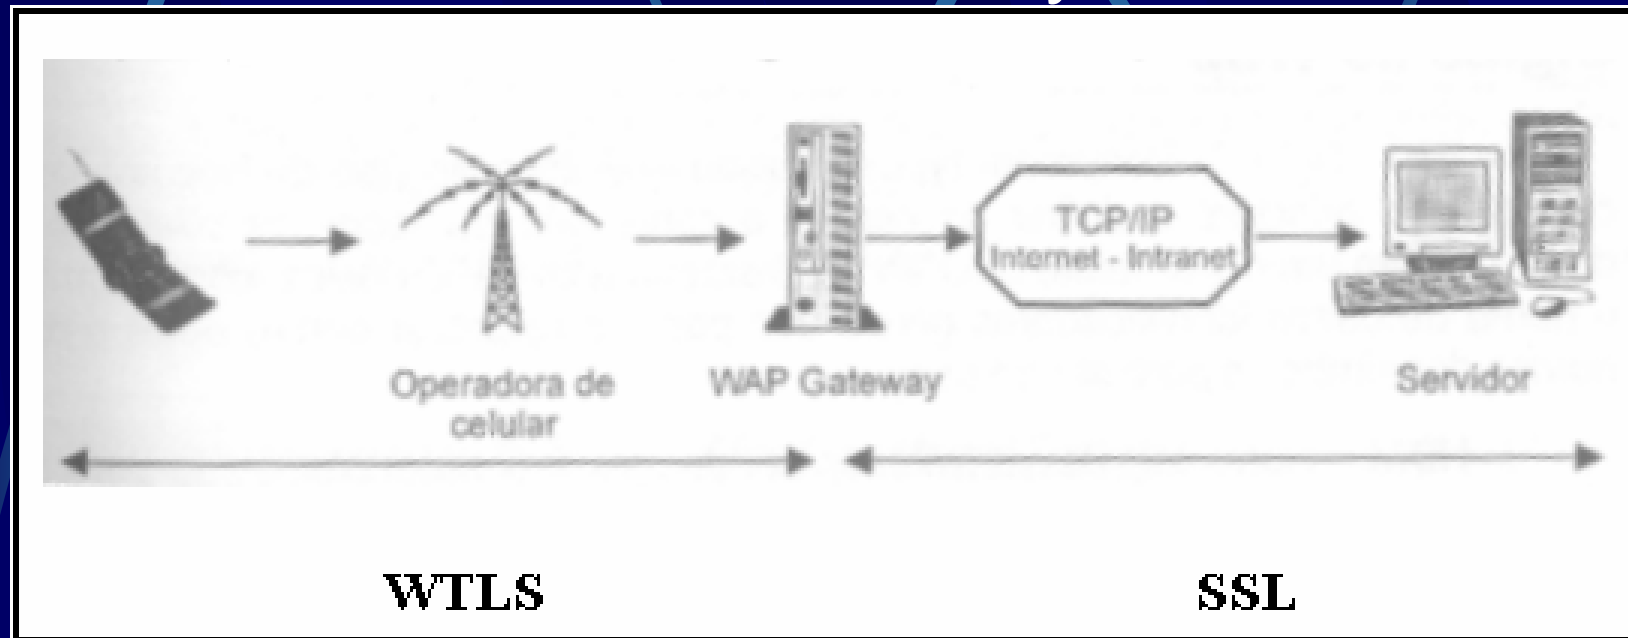 TCP/IP
Internet - Intranet
Operadora de
celular
WAP Gateway
Servidor
WTLS
SSL